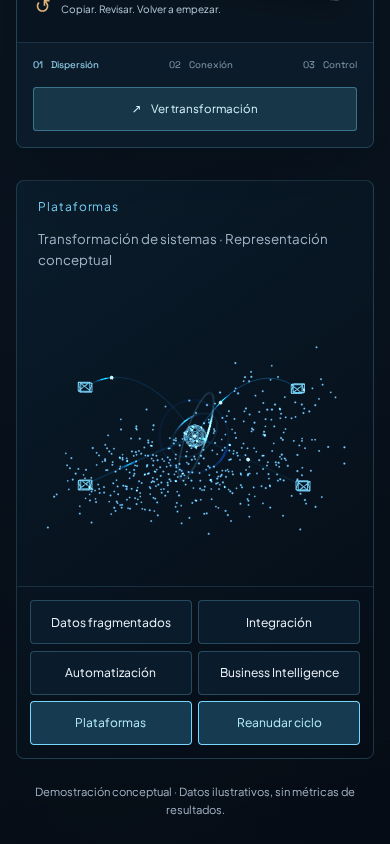 Copiar. Revisar. Volver a empezar.
01 Dispersión 02 Conexión 03 Control
↗ Ver transformación
Plataformas
Transformación de sistemas · Representación
conceptual
Datos fragmentados Integración
Automatización Business Intelligence
Plataformas Reanudar ciclo
Demostración conceptual · Datos ilustrativos, sin métricas de
resultados.